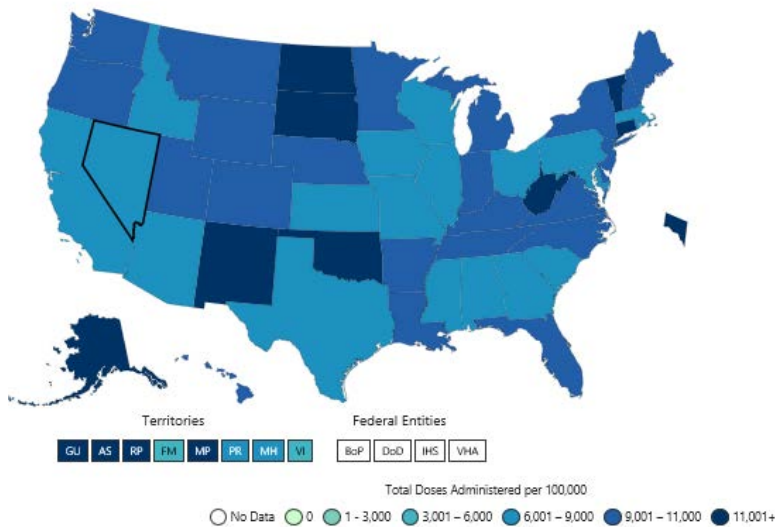 Territories Federal Entities
GU AS RP FM MP PR MH VI BoP DoD IHS VHA
Total Doses Administered per 100,000
No Data 0 1 - 3,000 3,001 – 6,000 6,001 – 9,000 9,001 – 11,000 11,001+